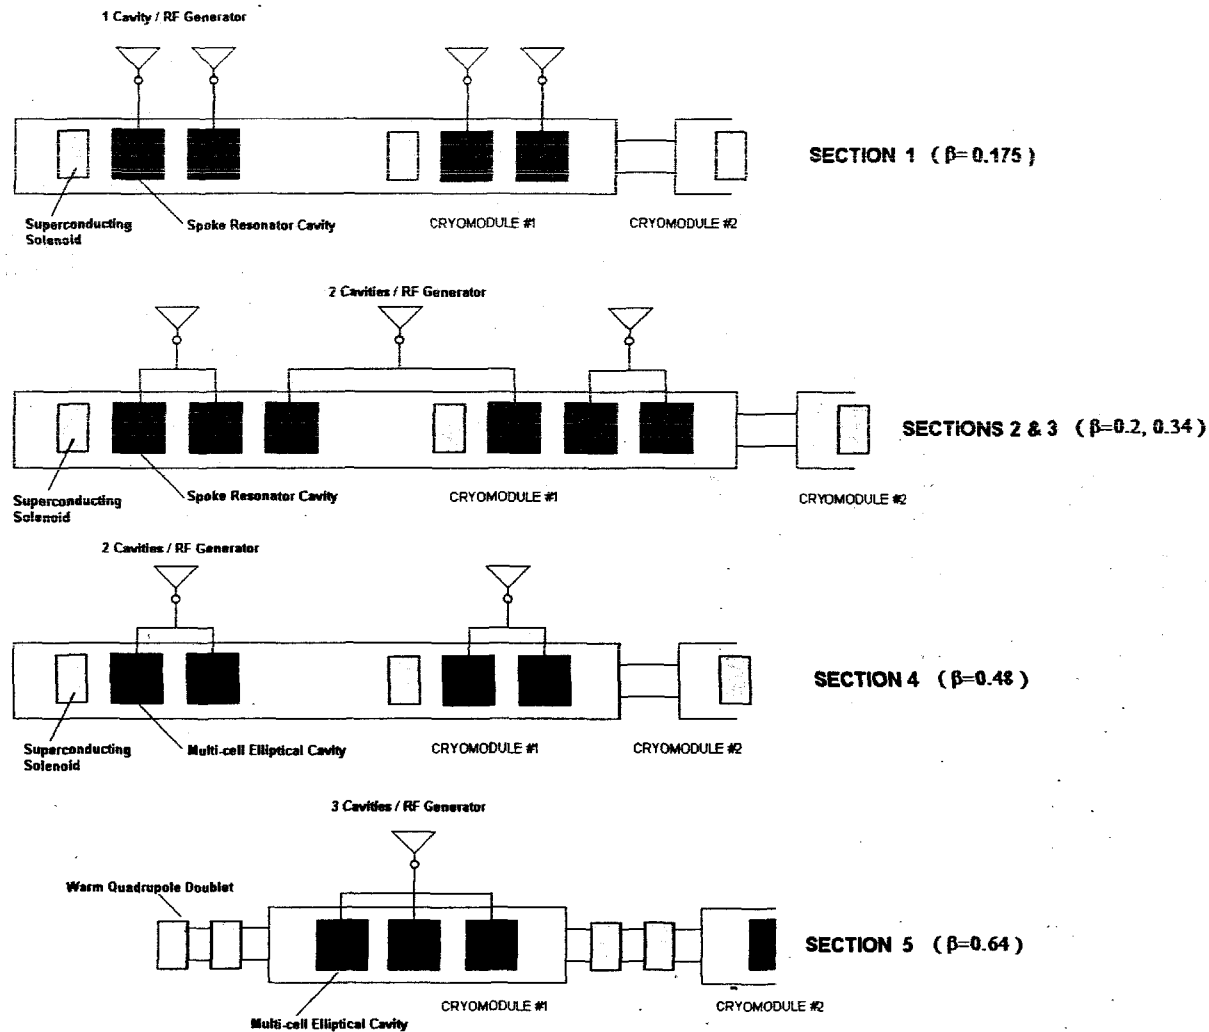 1 Cavity / RF Generator
SECTION 1 ( β=0.175 )
Superconducting
Solenoid
Spoke Resonator Cavity
CRYOMODULE #1
CRYOMODULE #2
2 Cavities / RF Generator
SECTIONS 2 & 3 ( β=0.2, 0.34)
Superconducting
Solenoid
Spoke Resonator Cavity
CRYOMODULE #1
CRYOMODULE #2
2 Cavities / RF Generator
SECTION 4 ( β=0.48 )
Superconducting
Solenoid
Multi-cell Elliptical Cavity
CRYOMODULE #1
CRYOMODULE #2
3 Cavities / RF Generator
Warm Quadrupole Doublet
SECTION 5 ( β=0.64)
Multi-cell Elliptical Cavity
CRYOMODULE #1
CRYOMODULE #2